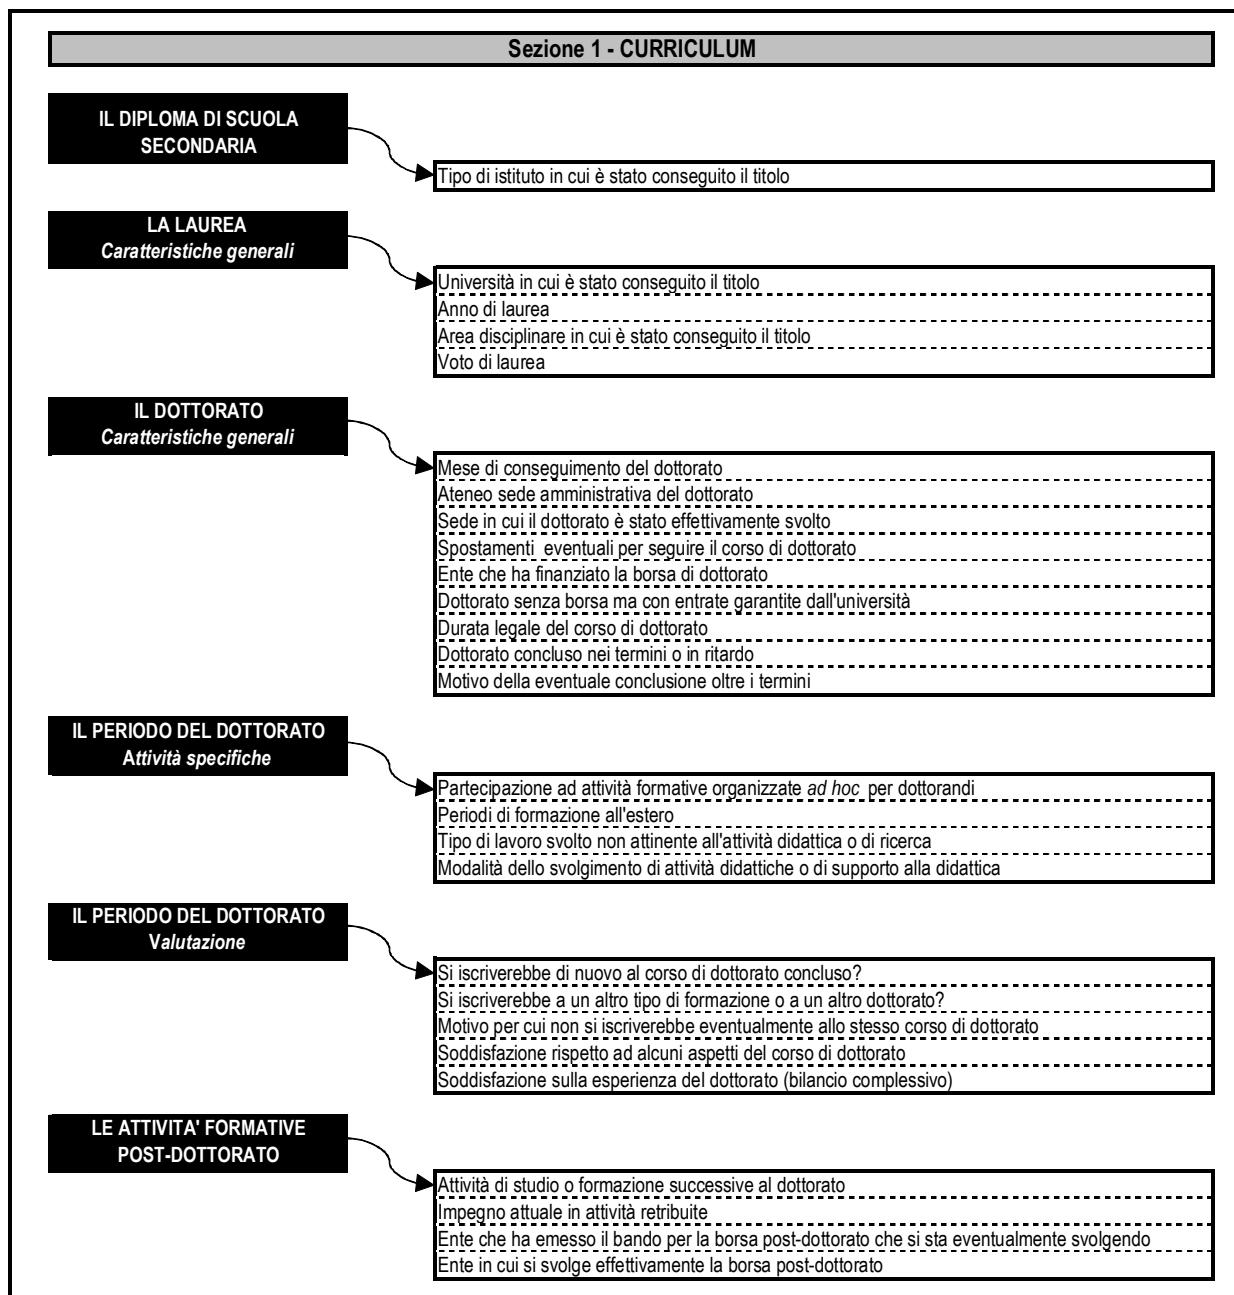 Sezione 1 - CURRICULUM
IL DIPLOMA DI SCUOLA
SECONDARIA
Tipo di istituto in cui è stato conseguito il titolo
LA LAUREA
Caratteristiche generali
Università in cui è stato conseguito il titolo
Anno di laurea
Area disciplinare in cui è stato conseguito il titolo
Voto di laurea
IL DOTTORATO
Caratteristiche generali
Mese di conseguimento del dottorato
Ateneo sede amministrativa del dottorato
Sede in cui il dottorato è stato effettivamente svolto
Spostamenti eventuali per seguire il corso di dottorato
Ente che ha finanziato la borsa di dottorato
Dottorato senza borsa ma con entrate garantite dall'università
Durata legale del corso di dottorato
Dottorato concluso nei termini o in ritardo
Motivo della eventuale conclusione oltre i termini
IL PERIODO DEL DOTTORATO
Attività specifiche
Partecipazione ad attività formative organizzate ad hoc per dottorandi
Periodi di formazione all'estero
Tipo di lavoro svolto non attinente all'attività didattica o di ricerca
Modalità dello svolgimento di attività didattiche o di supporto alla didattica
IL PERIODO DEL DOTTORATO
Valutazione
Si iscriverebbe di nuovo al corso di dottorato concluso?
Si iscriverebbe a un altro tipo di formazione o a un altro dottorato?
Motivo per cui non si iscriverebbe eventualmente allo stesso corso di dottorato
Soddisfazione rispetto ad alcuni aspetti del corso di dottorato
Soddisfazione sulla esperienza del dottorato (bilancio complessivo)
LE ATTIVITA' FORMATIVE
POST-DOTTORATO
Attività di studio o formazione successive al dottorato
Impegno attuale in attività retribuite
Ente che ha emesso il bando per la borsa post-dottorato che si sta eventualmente svolgendo
Ente in cui si svolge effettivamente la borsa post-dottorato